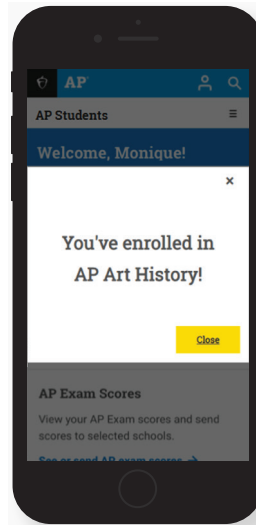 AP
AP Students
Welcome, Monique!
×
You've enrolled in
AP Art History!
Close
AP Exam Scores
View your AP Exam scores and send
scores to selected schools.
See or send AP exam scores →